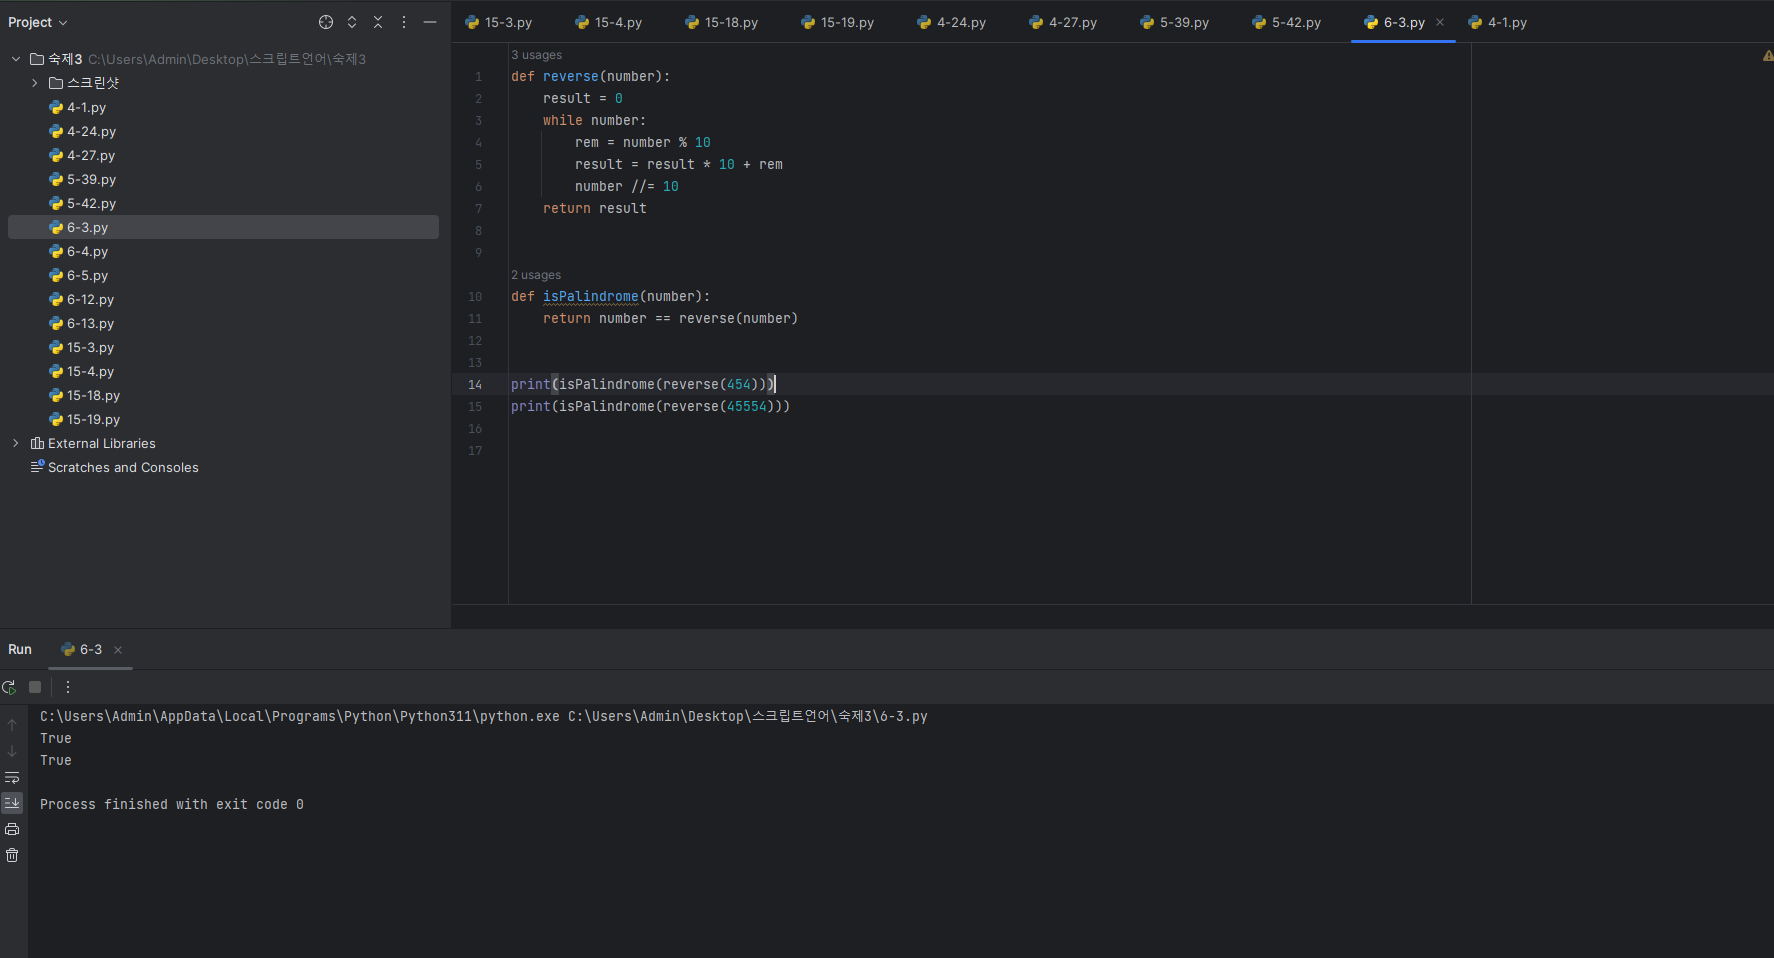 Project
숙제3 C:\Users\Admin\Desktop\스크립트언어\숙제3
스크린샷
4-1.py
4-24.py
4-27.py
5-39.py
5-42.py
6-3.py
6-4.py
6-5.py
6-12.py
6-13.py
15-3.py
15-4.py
15-18.py
15-19.py
External Libraries
Scratches and Consoles
15-3.py 15-4.py 15-18.py 15-19.py 4-24.py 4-27.py 5-39.py 5-42.py 6-3.py 4-1.py
3 usages
1 def reverse(number):
2     result = 0
3     while number:
4         rem = number % 10
5         result = result * 10 + rem
6         number //= 10
7     return result
8
9
2 usages
10 def isPalindrome(number):
11     return number == reverse(number)
12
13
14 print(isPalindrome(reverse(454)))
15 print(isPalindrome(reverse(45554)))
16
17
Run 6-3
C:\Users\Admin\AppData\Local\Programs\Python\Python311\python.exe C:\Users\Admin\Desktop\스크립트언어\숙제3\6-3.py
True
True
Process finished with exit code 0